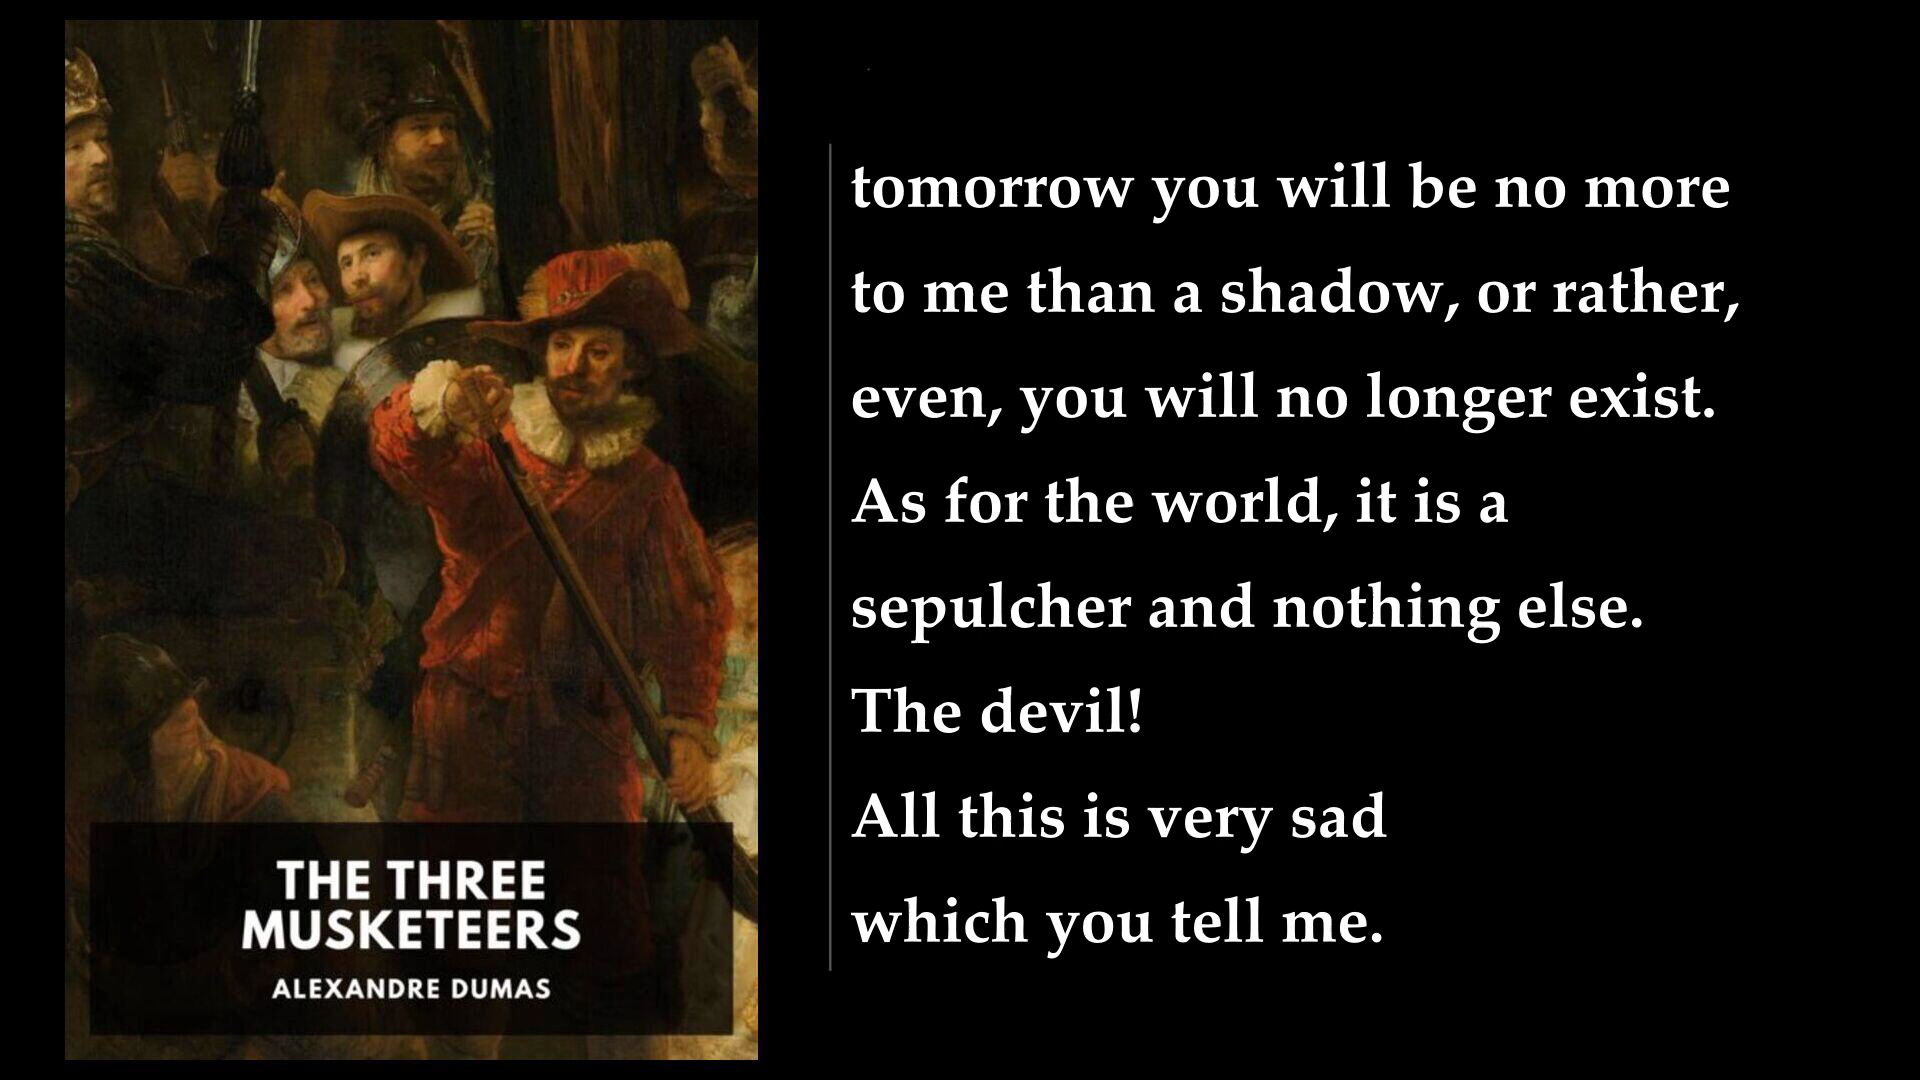 THE THREE
MUSKETEERS
ALEXANDRE DUMAS
tomorrow you will be no more
to me than a shadow, or rather,
even, you will no longer exist.
As for the world, it is a
sepulcher and nothing else.
The devil!
All this is very sad
which you tell me.